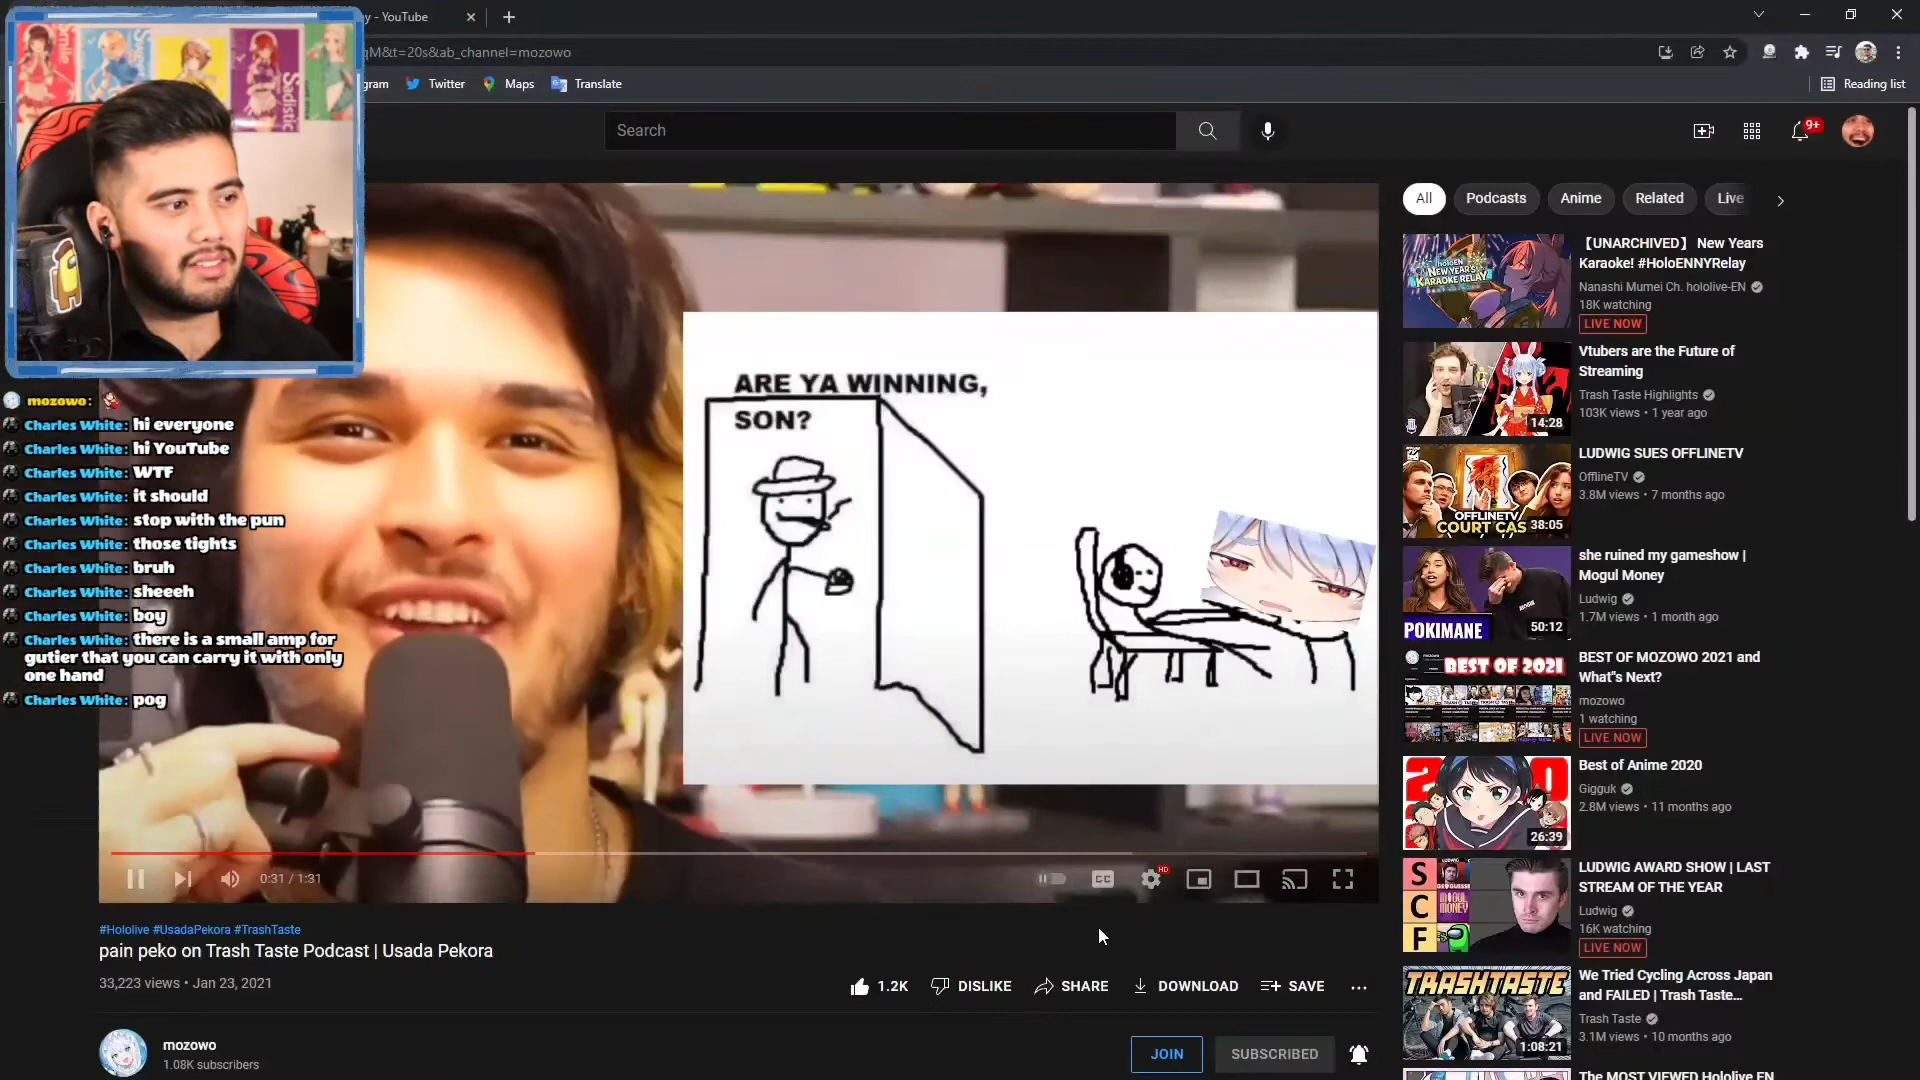 y - YouTube
qM&t=20s&ab_channel=mozowo
gram
Twitter
Maps
Translate
Reading list
Search
9+
Smile
Sadistic
mozowo:
Charles White: hi everyone
Charles White: hi YouTube
Charles White: WTF
Charles White: it should
Charles White: stop with the pun
Charles White: those tights
Charles White: bruh
Charles White: sheeeh
Charles White: boy
Charles White: there is a small amp for
gutier that you can carry it with only
one hand
Charles White: pog
ARE YA WINNING,
SON?
0:31 / 1:31
CC
HD
#Hololive #UsadaPekora #TrashTaste
pain peko on Trash Taste Podcast | Usada Pekora
33,223 views • Jan 23, 2021
1.2K
DISLIKE
SHARE
DOWNLOAD
SAVE
mozowo
1.08K subscribers
JOIN
SUBSCRIBED
All
Podcasts
Anime
Related
Live
holoEN
NEW YEAR'S
KARAOKE RELAY
【UNARCHIVED】 New Years
Karaoke! #HoloENNYRelay
Nanashi Mumei Ch. hololive-EN
18K watching
LIVE NOW
14:28
Vtubers are the Future of
Streaming
Trash Taste Highlights
103K views • 1 year ago
OFFLINETV
COURT CAS
38:05
LUDWIG SUES OFFLINETV
OfflineTV
3.8M views • 7 months ago
POKIMANE
50:12
she ruined my gameshow |
Mogul Money
Ludwig
1.7M views • 1 month ago
BEST OF 2021
BEST OF MOZOWO 2021 and
What"s Next?
mozowo
1 watching
LIVE NOW
26:39
Best of Anime 2020
Gigguk
2.8M views • 11 months ago
S
C
F
MOGUL
MONEY
LUDWIG AWARD SHOW | LAST
STREAM OF THE YEAR
Ludwig
16K watching
LIVE NOW
TRASHTASTE
1:08:21
We Tried Cycling Across Japan
and FAILED | Trash Taste...
Trash Taste
3.1M views • 10 months ago
The MOST VIEWED Hololive EN